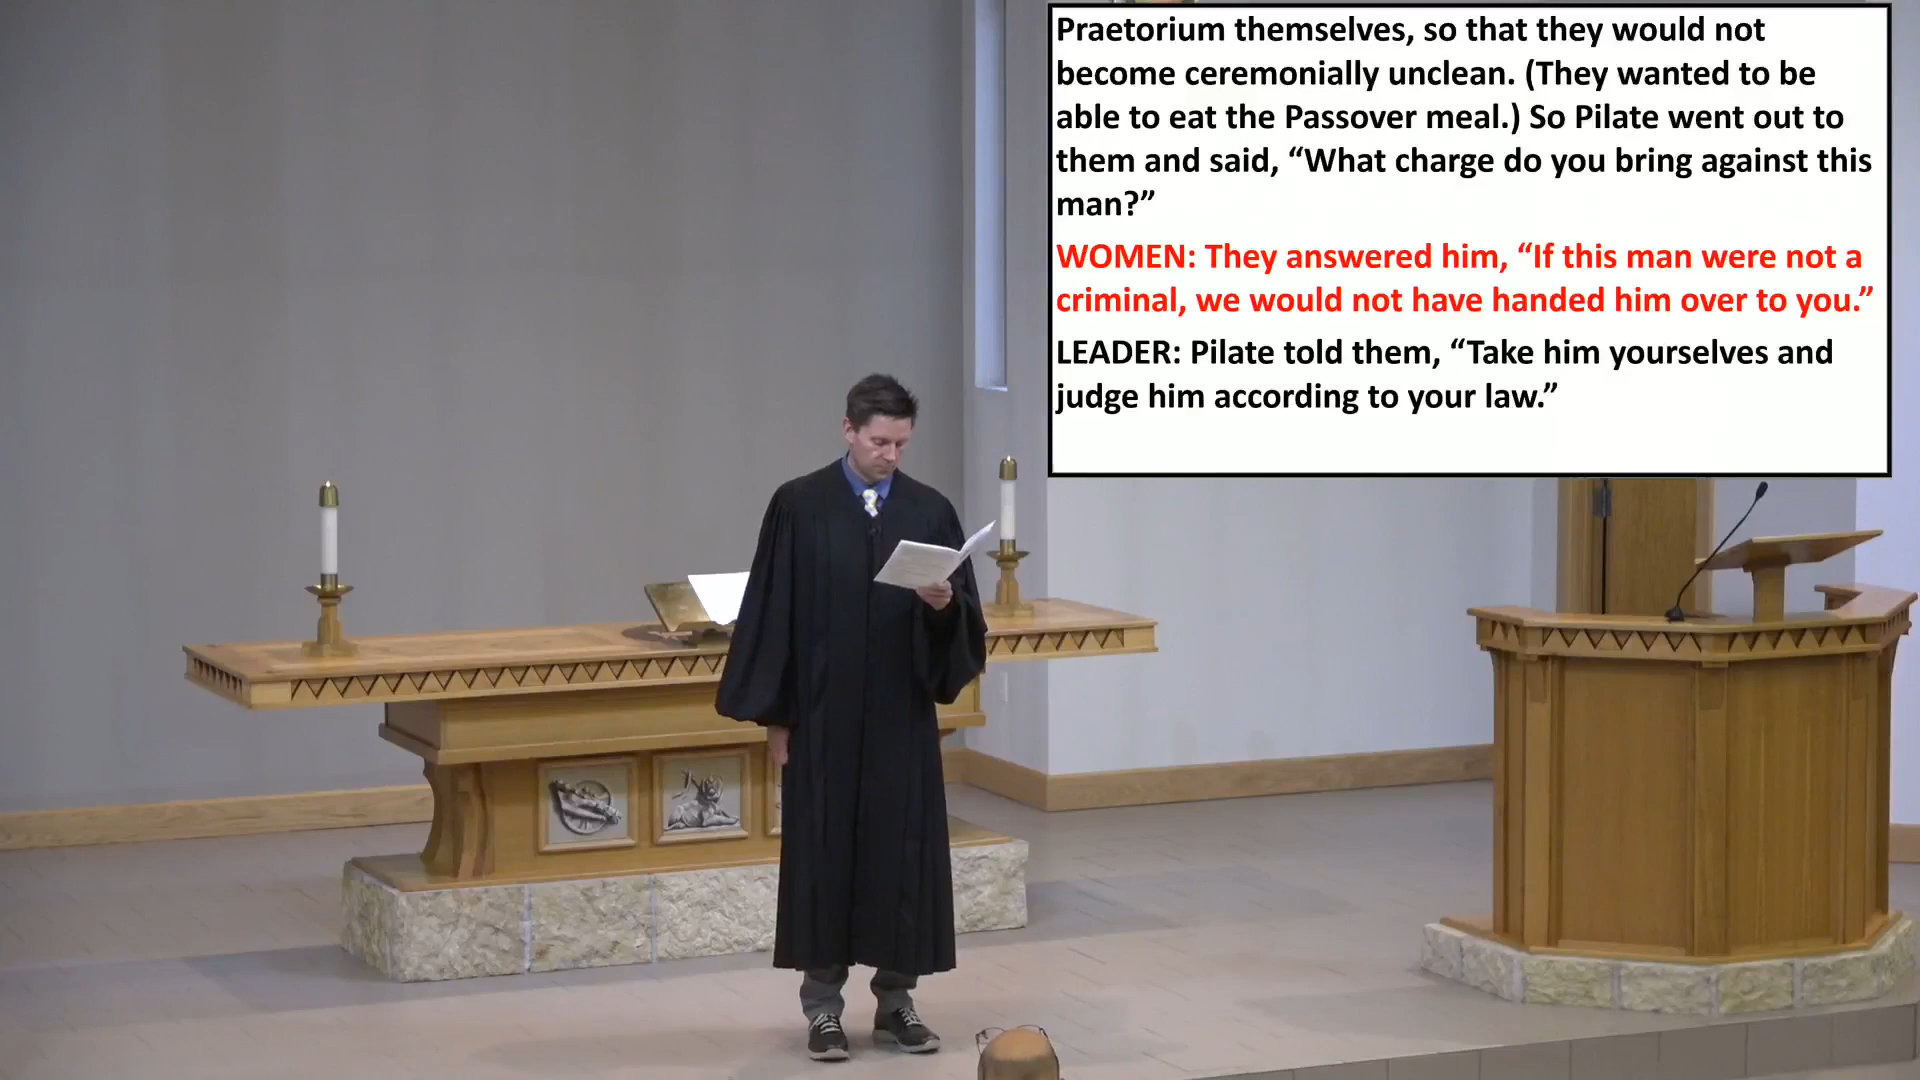 Praetorium themselves, so that they would not
become ceremonially unclean. (They wanted to be
able to eat the Passover meal.) So Pilate went out to
them and said, “What charge do you bring against this
man?”
WOMEN: They answered him, “If this man were not a
criminal, we would not have handed him over to you.”
LEADER: Pilate told them, “Take him yourselves and
judge him according to your law.”